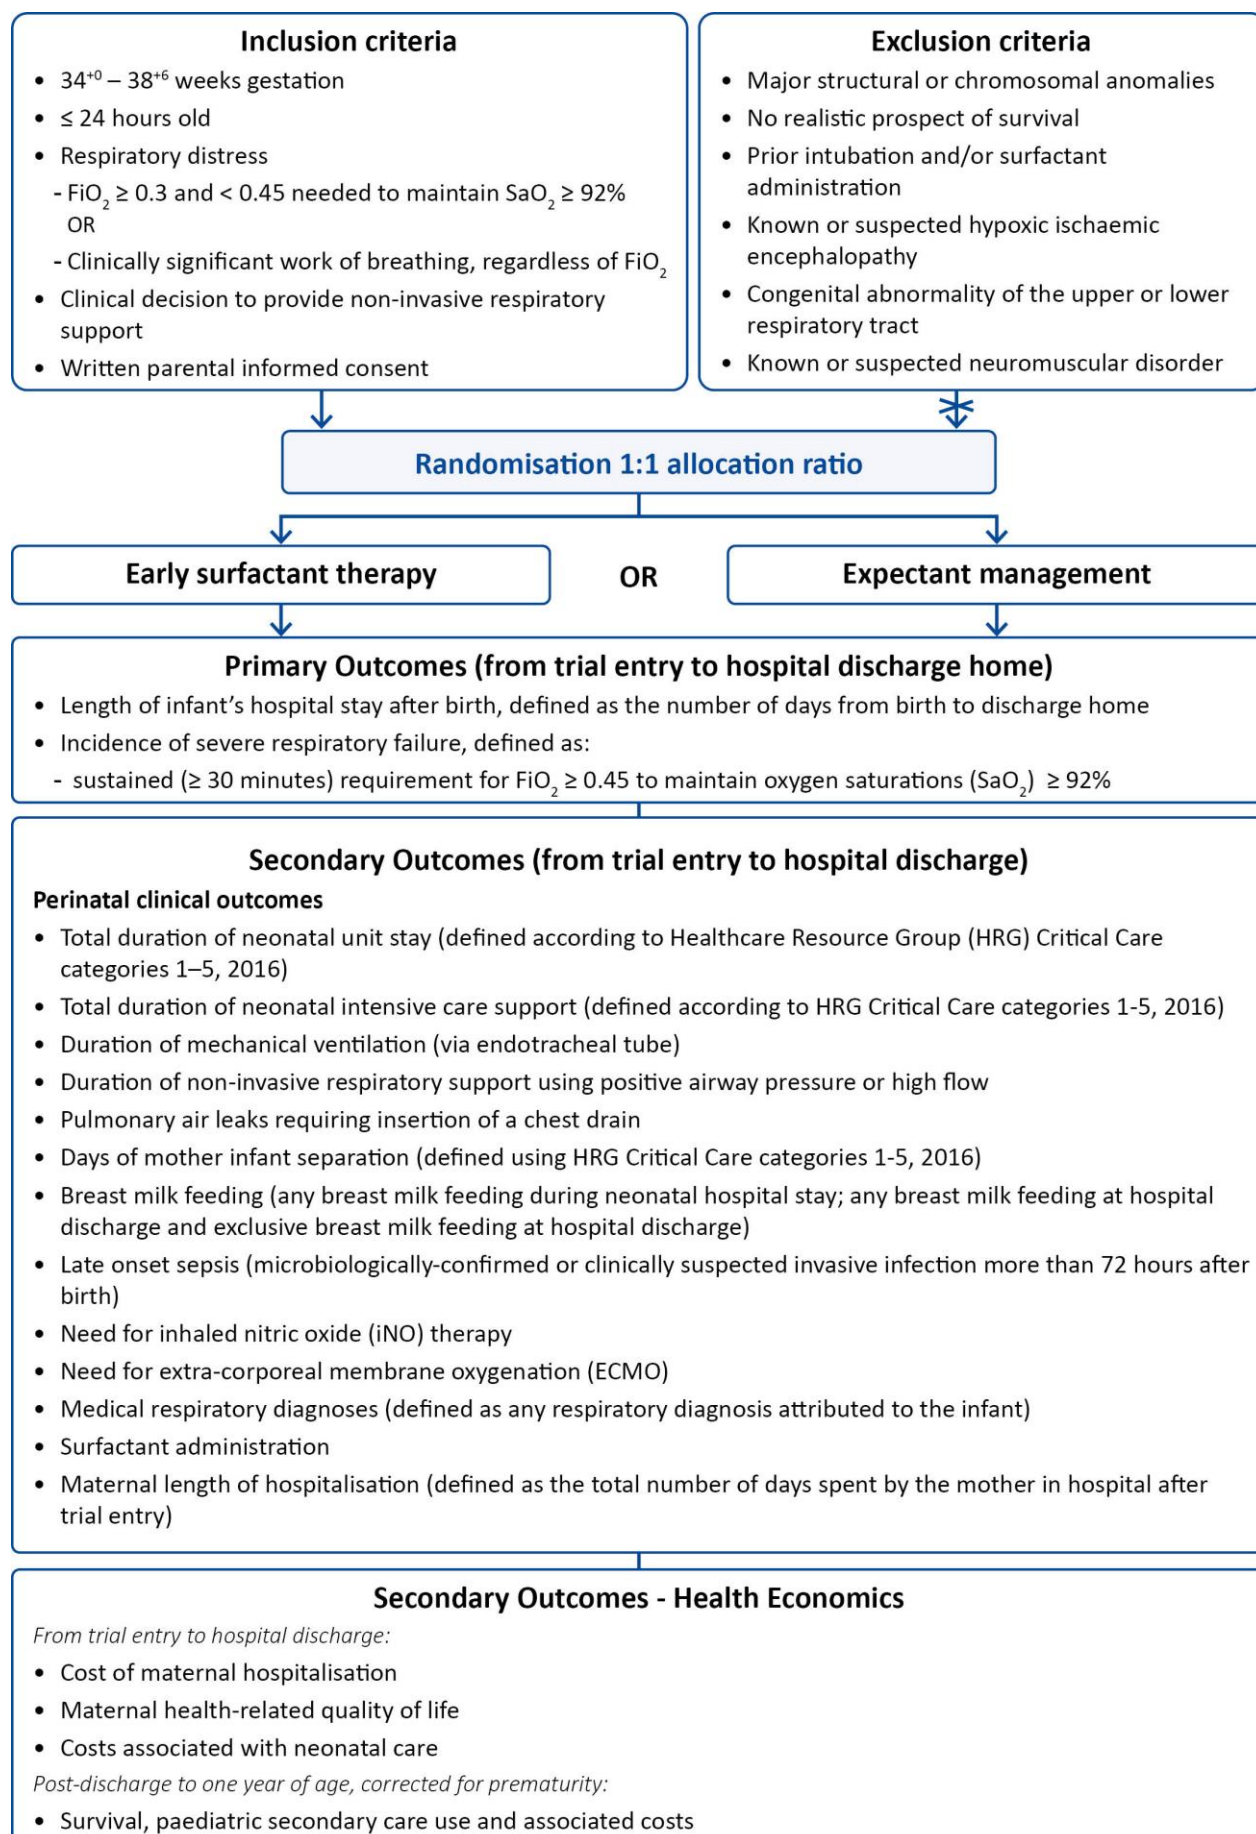 Inclusion criteria
• 34+0 – 38+6 weeks gestation
• ≤ 24 hours old
• Respiratory distress
- FiO2 ≥ 0.3 and < 0.45 needed to maintain SaO2 ≥ 92%
OR
- Clinically significant work of breathing, regardless of FiO2
• Clinical decision to provide non-invasive respiratory
support
• Written parental informed consent
Exclusion criteria
• Major structural or chromosomal anomalies
• No realistic prospect of survival
• Prior intubation and/or surfactant
administration
• Known or suspected hypoxic ischaemic
encephalopathy
• Congenital abnormality of the upper or lower
respiratory tract
• Known or suspected neuromuscular disorder
Randomisation 1:1 allocation ratio
Early surfactant therapy
OR
Expectant management
Primary Outcomes (from trial entry to hospital discharge home)
• Length of infant’s hospital stay after birth, defined as the number of days from birth to discharge home
• Incidence of severe respiratory failure, defined as:
- sustained (≥ 30 minutes) requirement for FiO2 ≥ 0.45 to maintain oxygen saturations (SaO2) ≥ 92%
Secondary Outcomes (from trial entry to hospital discharge)
Perinatal clinical outcomes
• Total duration of neonatal unit stay (defined according to Healthcare Resource Group (HRG) Critical Care
categories 1–5, 2016)
• Total duration of neonatal intensive care support (defined according to HRG Critical Care categories 1-5, 2016)
• Duration of mechanical ventilation (via endotracheal tube)
• Duration of non-invasive respiratory support using positive airway pressure or high flow
• Pulmonary air leaks requiring insertion of a chest drain
• Days of mother infant separation (defined using HRG Critical Care categories 1-5, 2016)
• Breast milk feeding (any breast milk feeding during neonatal hospital stay; any breast milk feeding at hospital
discharge and exclusive breast milk feeding at hospital discharge)
• Late onset sepsis (microbiologically-confirmed or clinically suspected invasive infection more than 72 hours after
birth)
• Need for inhaled nitric oxide (iNO) therapy
• Need for extra-corporeal membrane oxygenation (ECMO)
• Medical respiratory diagnoses (defined as any respiratory diagnosis attributed to the infant)
• Surfactant administration
• Maternal length of hospitalisation (defined as the total number of days spent by the mother in hospital after
trial entry)
Secondary Outcomes - Health Economics
From trial entry to hospital discharge:
• Cost of maternal hospitalisation
• Maternal health-related quality of life
• Costs associated with neonatal care
Post-discharge to one year of age, corrected for prematurity:
• Survival, paediatric secondary care use and associated costs